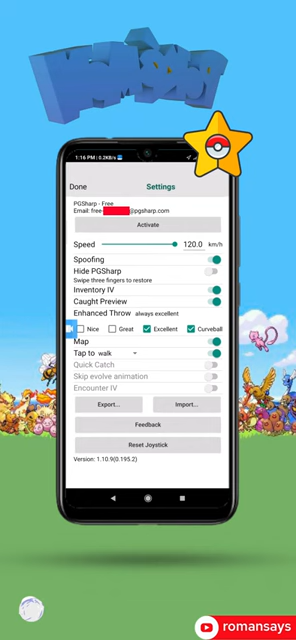 1:16 PM | 0.2KB/s
Done
Settings
PGSharp - Free
Email: free-
@pgsharp.com
Activate
Speed
120.0
km/h
Spoofing
Hide PGSharp
Swipe three fingers to restore
Inventory IV
Caught Preview
Enhanced Throw always excellent
Nice
Great
Excellent
Curveball
Map
Tap to walk
Quick Catch
Skip evolve animation
Encounter IV
Export...
Import...
Feedback
Reset Joystick
Version: 1.10.9(0.195.2)
romansays